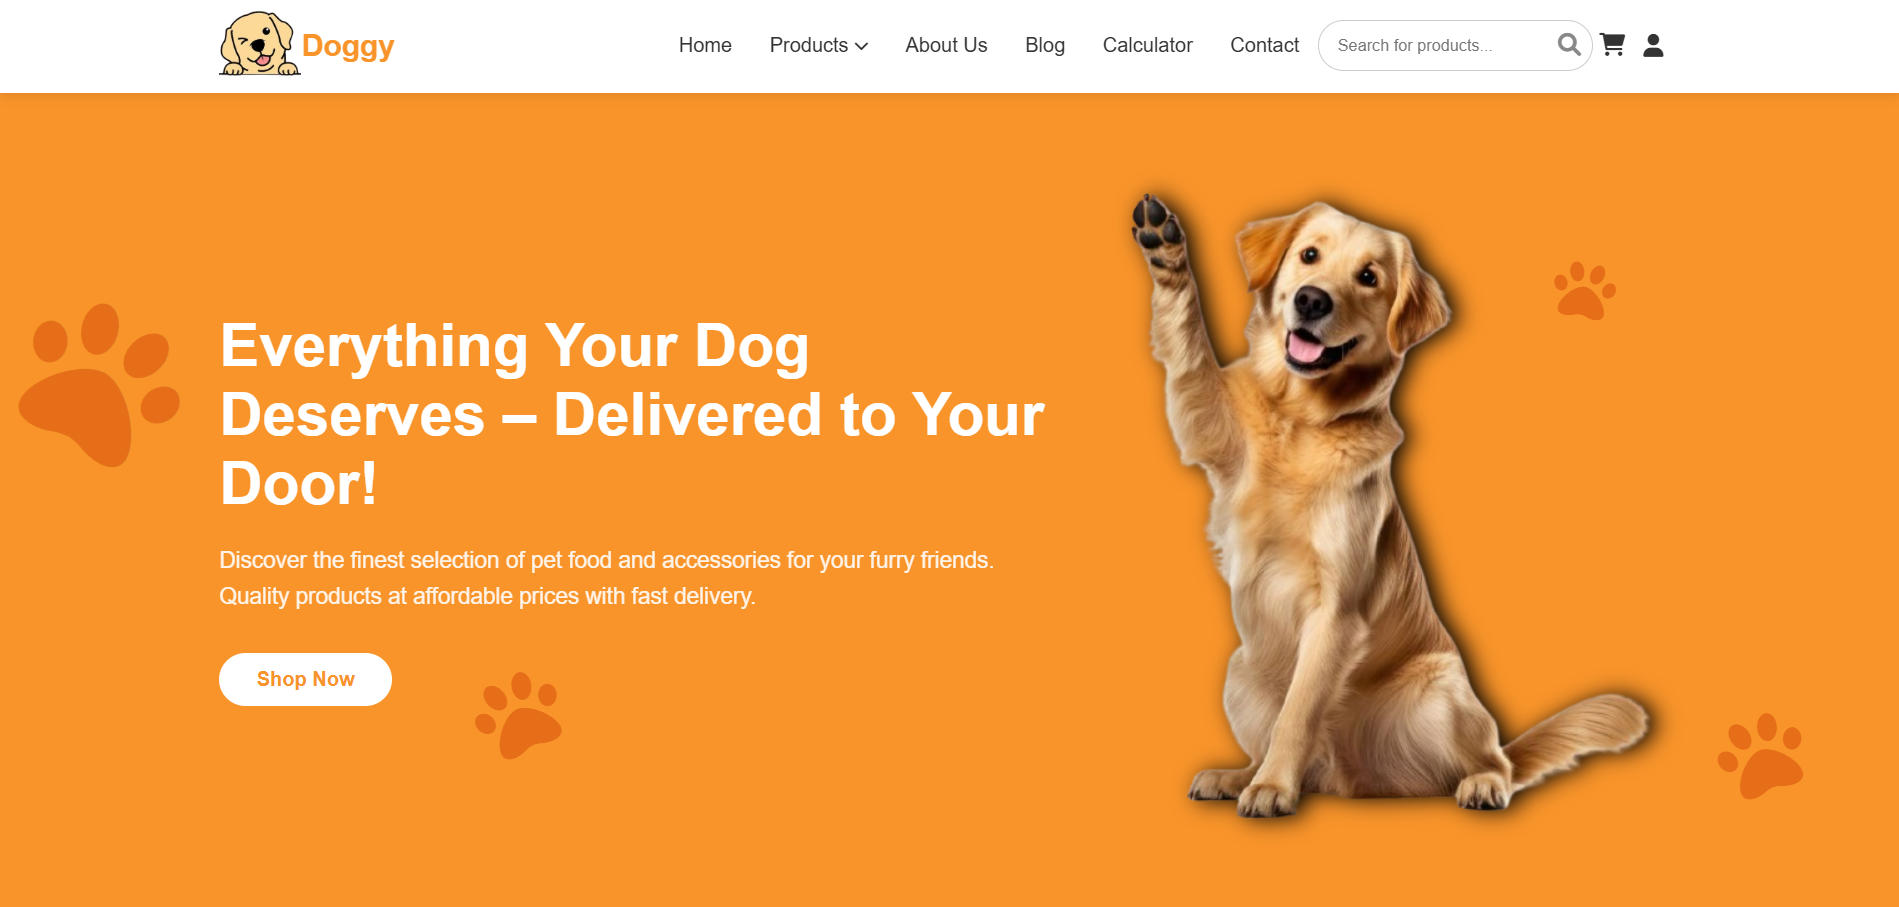 Doggy
Home
Products
About Us
Blog
Calculator
Contact
Search for products...
Everything Your Dog
Deserves – Delivered to Your
Door!
Discover the finest selection of pet food and accessories for your furry friends.
Quality products at affordable prices with fast delivery.
Shop Now